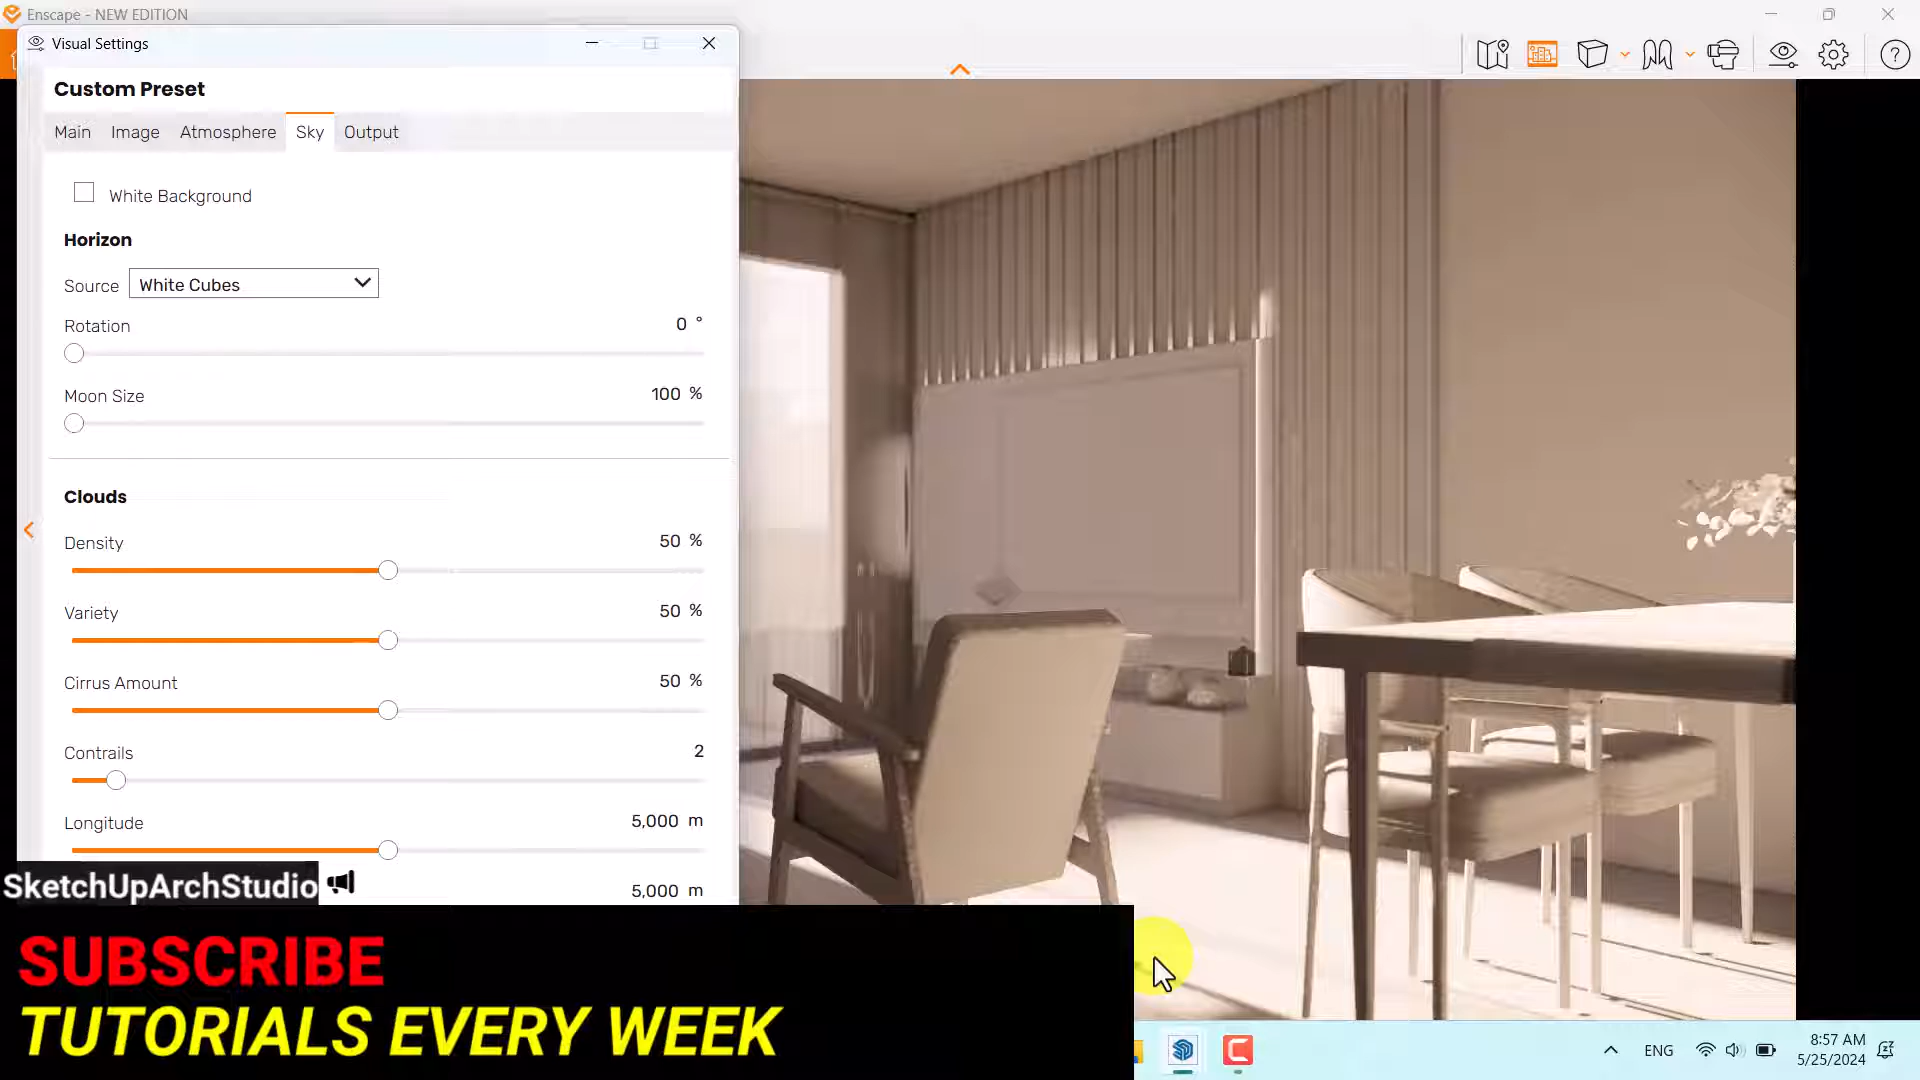 Enscape - NEW EDITION
Visual Settings
Custom Preset
Main Image Atmosphere Sky Output
White Background
Horizon
Source White Cubes
Rotation 0 °
Moon Size 100 %
Clouds
Density 50 %
Variety 50 %
Cirrus Amount 50 %
Contrails 2
Longitude 5,000 m
5,000 m
SketchUpArchStudio
SUBSCRIBE
TUTORIALS EVERY WEEK
ENG
8:57 AM
5/25/2024